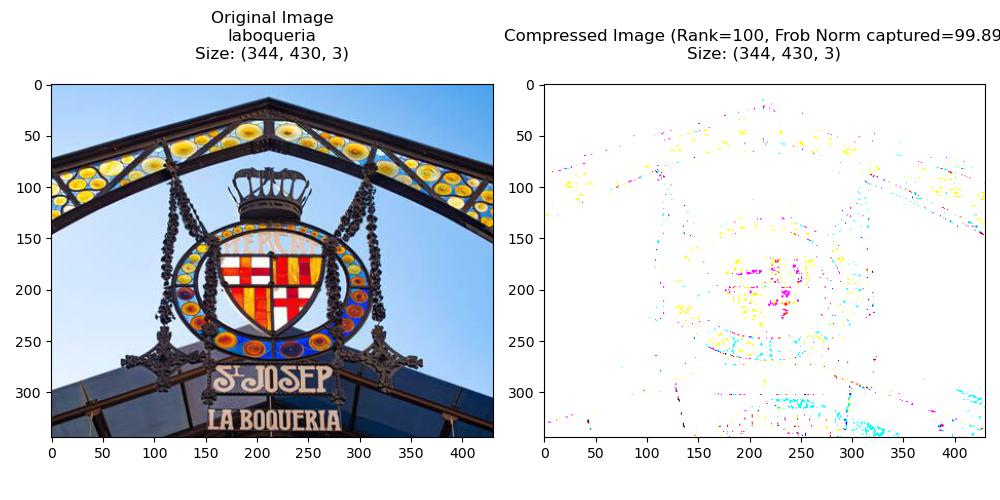 Original Image
laboqueria
Size: (344, 430, 3)
Compressed Image (Rank=100, Frob Norm captured=99.89
Size: (344, 430, 3)
0
50
100
150
200
250
300
0 50 100 150 200 250 300 350 400
MERCAT
ST JOSEP
LA BOQUERIA
0
50
100
150
200
250
300
0 50 100 150 200 250 300 350 400